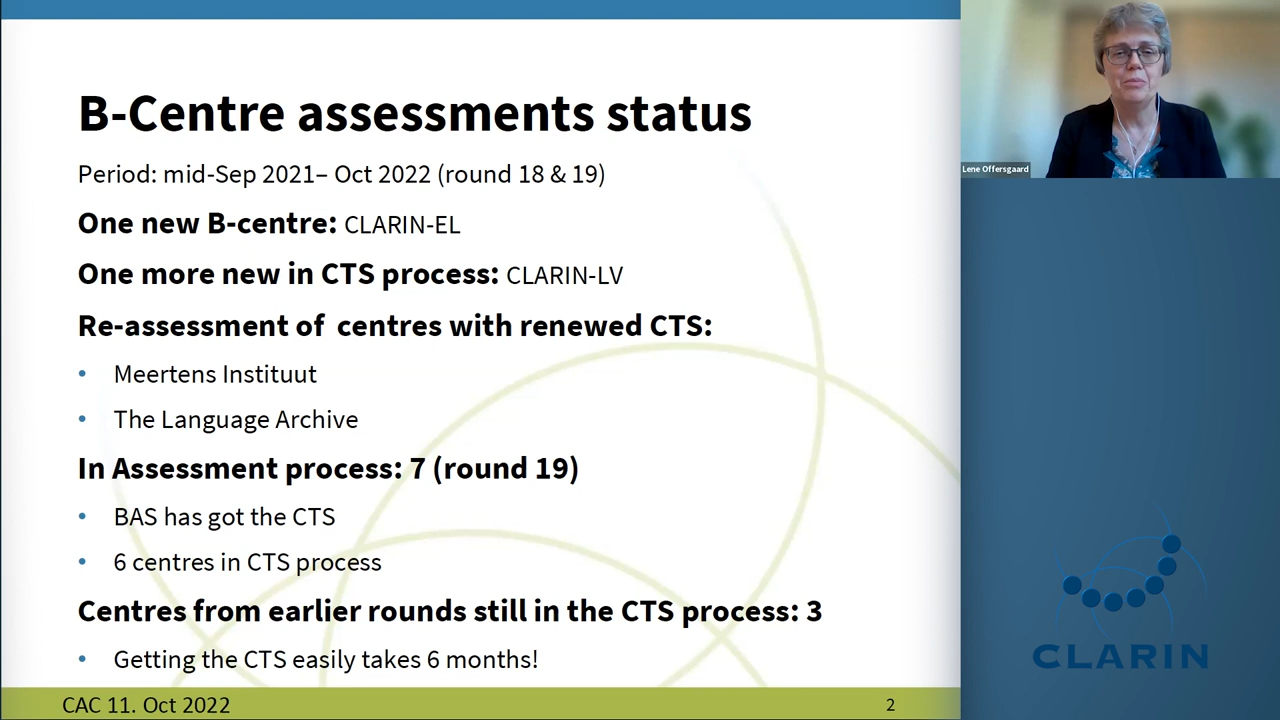 B-Centre assessments status
Period: mid-Sep 2021– Oct 2022 (round 18 & 19)
One new B-centre: CLARIN-EL
One more new in CTS process: CLARIN-LV
Re-assessment of  centres with renewed CTS:
• Meertens Instituut
• The Language Archive
In Assessment process: 7 (round 19)
• BAS has got the CTS
• 6 centres in CTS process
Centres from earlier rounds still in the CTS process: 3
• Getting the CTS easily takes 6 months!
CAC 11. Oct 2022
2
Lene Offersgaard
CLARIN